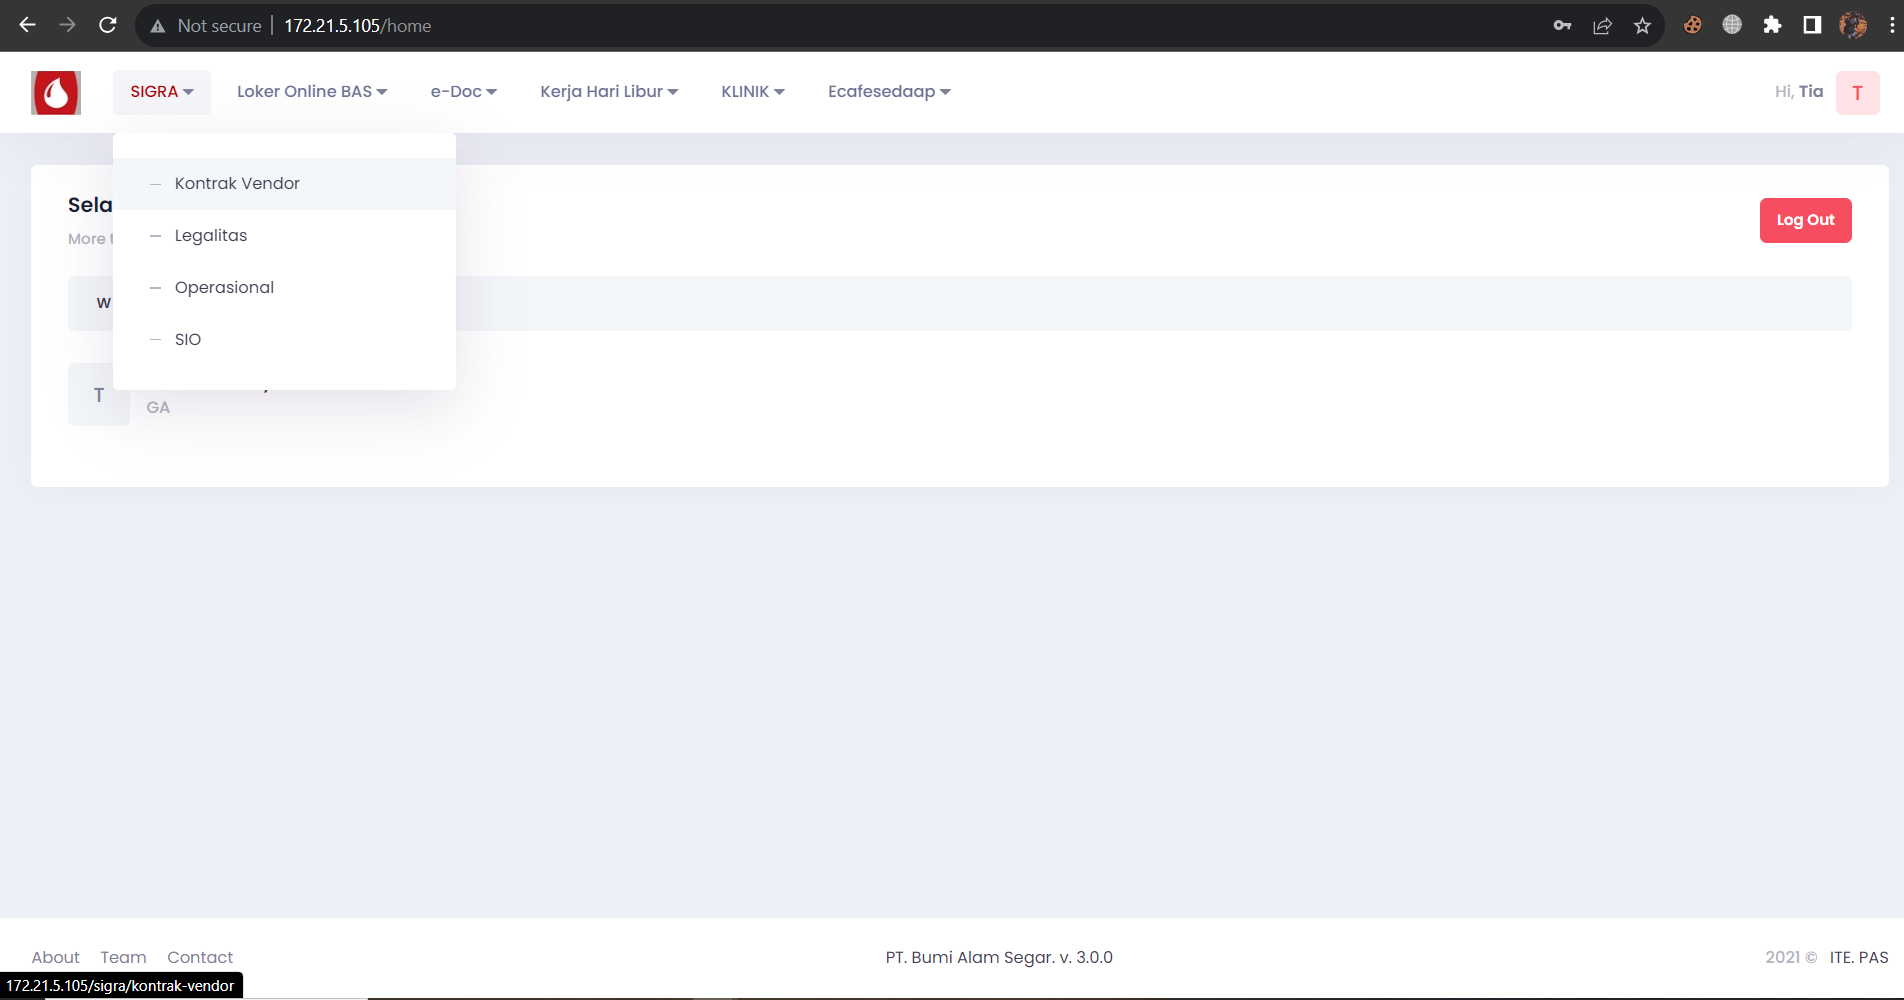 Not secure | 172.21.5.105/home
SIGRA Loker Online BAS e-Doc Kerja Hari Libur KLINIK Ecafesedaap Hi, Tia T
Kontrak Vendor
Legalitas
Operasional
SIO
Sela
More t
Log Out
W
T
GA
About Team Contact PT. Bumi Alam Segar. v. 3.0.0 2021 © ITE. PAS
172.21.5.105/sigra/kontrak-vendor